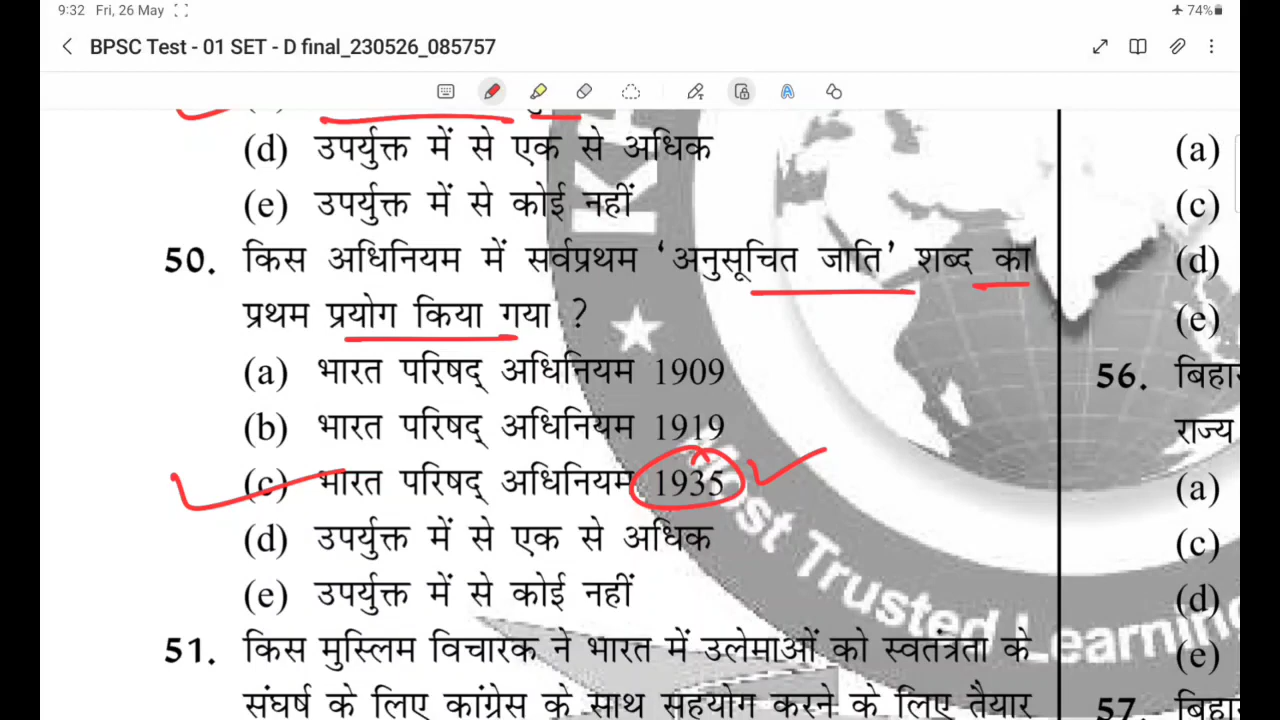 9:32 Fri, 26 May
74%
BPSC Test - 01 SET - D final_230526_085757
(d) उपर्युक्त में से एक से अधिक
(e) उपर्युक्त में से कोई नहीं
50. किस अधिनियम में सर्वप्रथम ‘अनुसूचित जाति’ शब्द का
प्रथम प्रयोग किया गया ?
(a) भारत परिषद् अधिनियम 1909
(b) भारत परिषद् अधिनियम 1919
(c) भारत परिषद् अधिनियम 1935
(d) उपर्युक्त में से एक से अधिक
(e) उपर्युक्त में से कोई नहीं
51. किस मुस्लिम विचारक ने भारत में उलेमाओं को स्वतंत्रता के
संघर्ष के लिए कांग्रेस के साथ सहयोग करने के लिए तैयार
(a)
(c)
(d)
(e)
56.
राज्य
(a)
(c)
(d)
(e)
57.
Most Trusted Learning